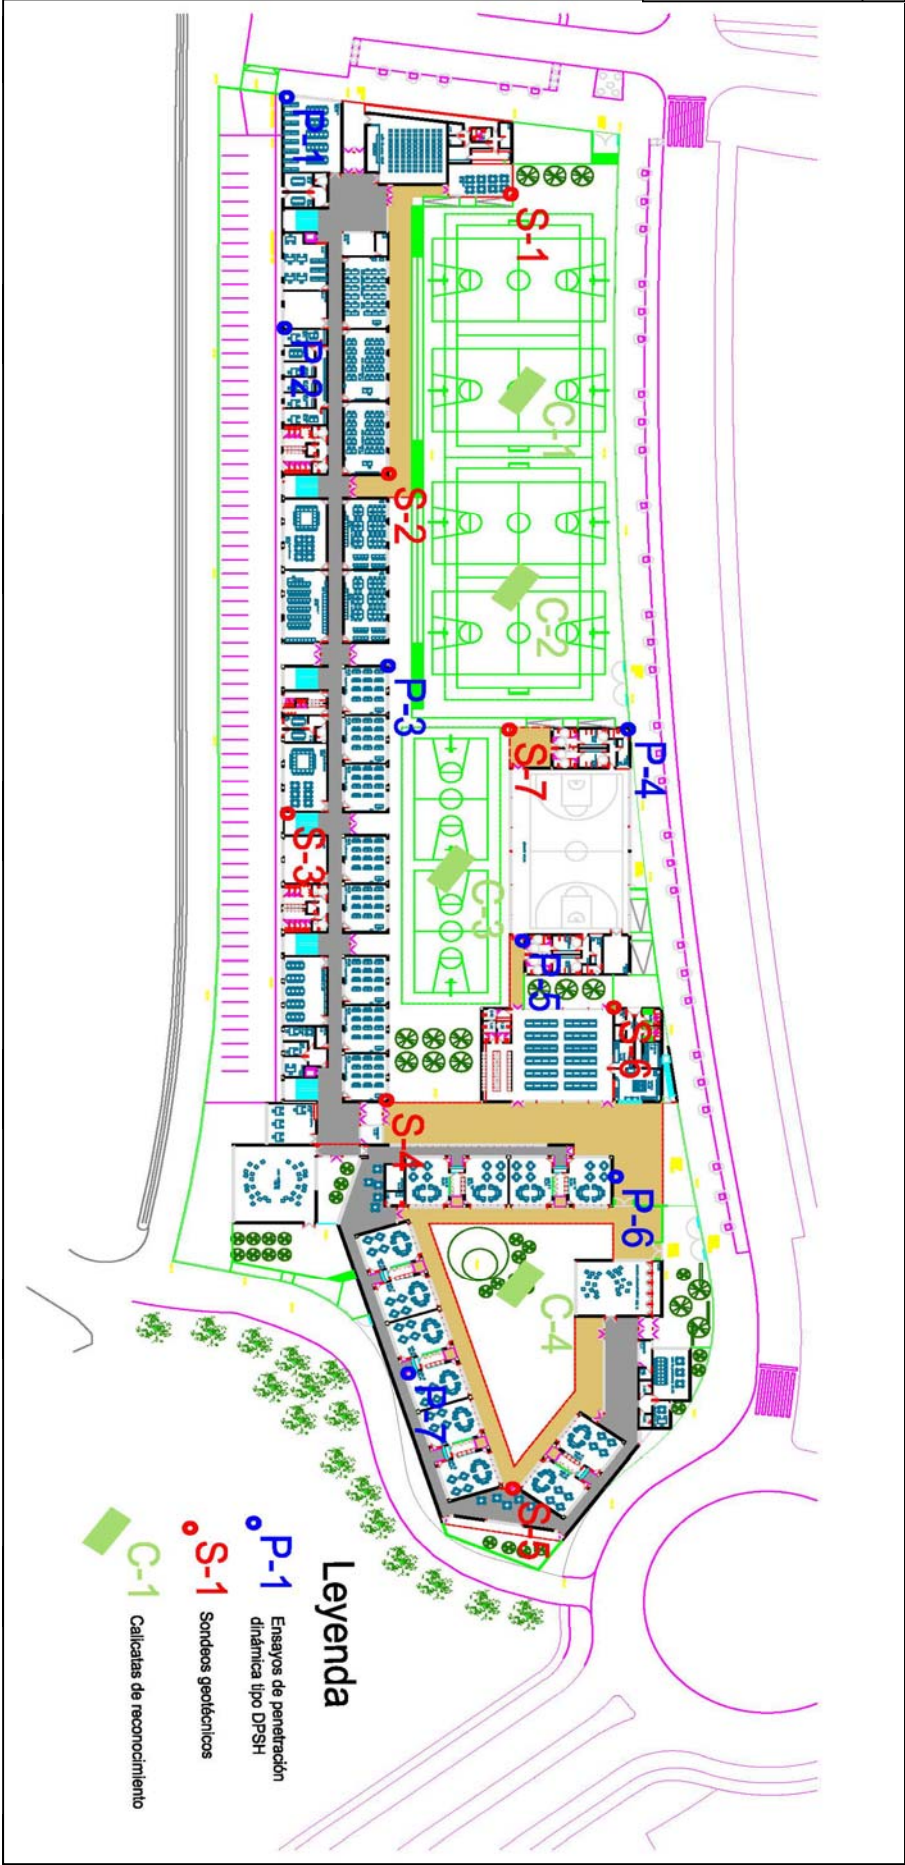 P-1
S-1
P-2
C-1
S-2
C-2
P-3
S-7
P-4
S-3
C-3
P-5
S-6
S-4
P-6
C-4
P-7
S-5
Leyenda
P-1 Ensayos de penetración
dinámica tipo DPSH
S-1 Sondeos geotécnicos
C-1 Calicatas de reconocimiento